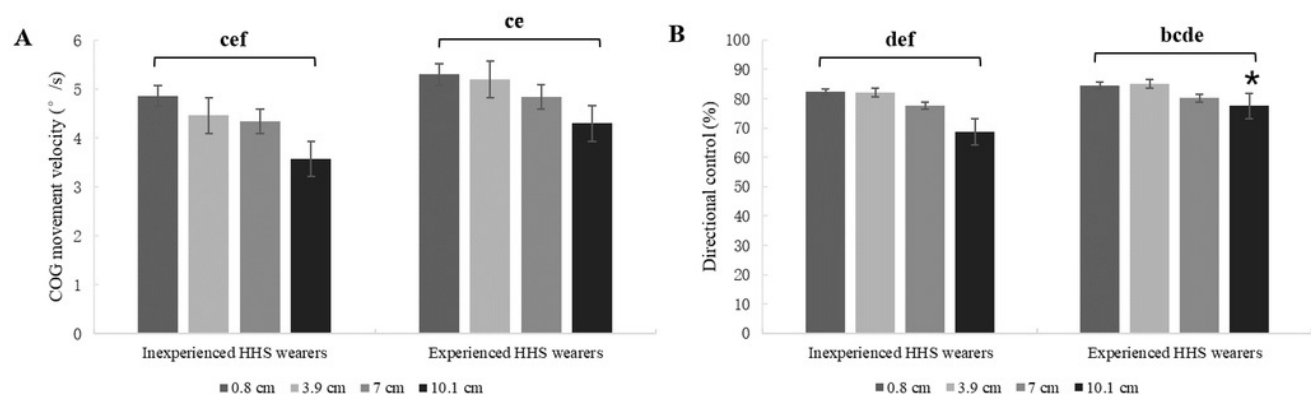 A
cef
ce
COG movement velocity (°/s)
6
5
4
3
2
1
0
Inexperienced HHS wearers
Experienced HHS wearers
0.8 cm 3.9 cm 7 cm 10.1 cm
B
def
bcde
*
Directional control (%)
100
90
80
70
60
50
40
30
20
10
0
Inexperienced HHS wearers
Experienced HHS wearers
0.8 cm 3.9 cm 7 cm 10.1 cm